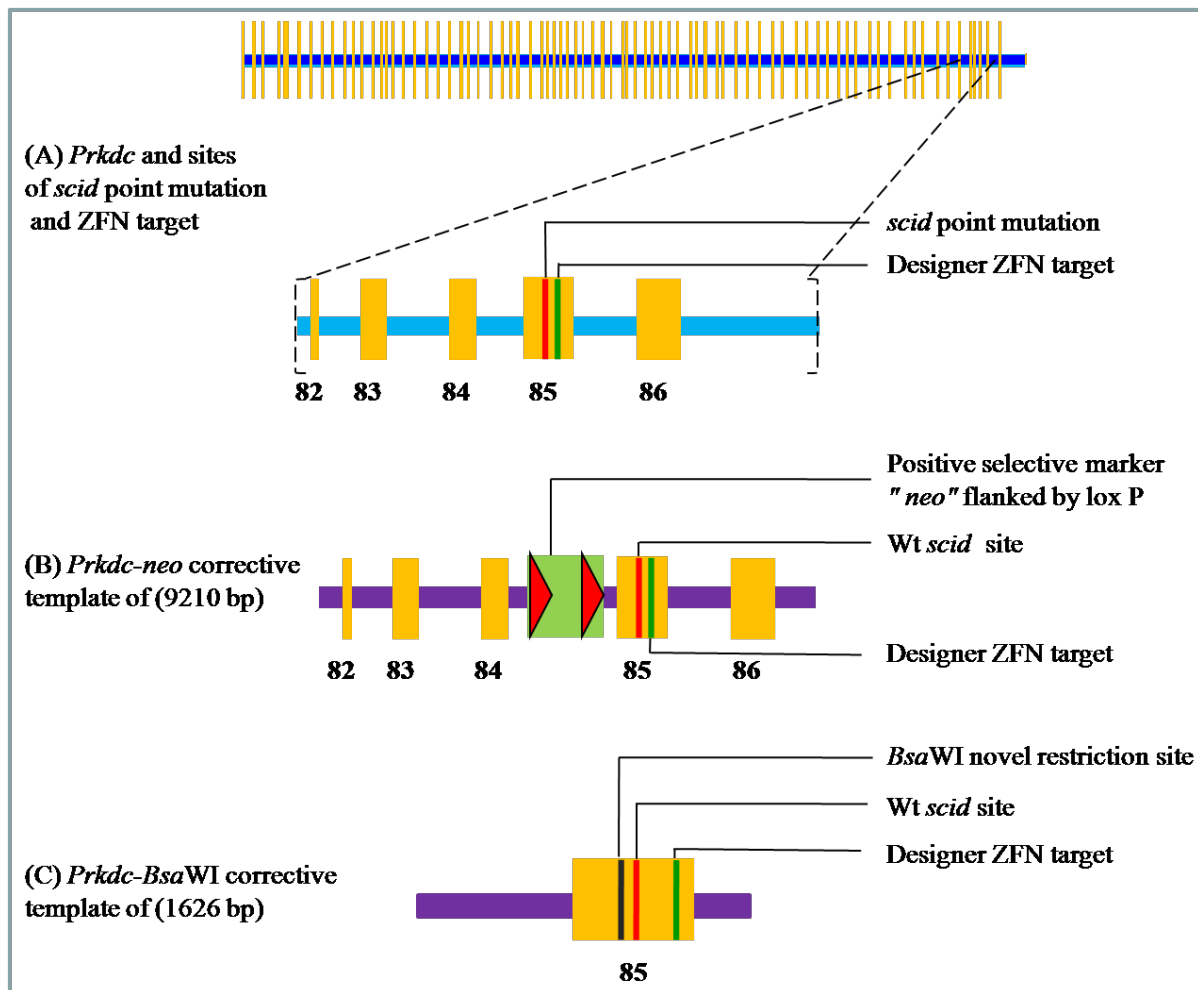 (A) Prkdc and sites
of scid point mutation
and ZFN target
scid point mutation
Designer ZFN target
82 83 84 85 86
Positive selective marker
"neo" flanked by lox P
Wt scid site
(B) Prkdc-neo corrective
template of (9210 bp)
Designer ZFN target
82 83 84 85 86
BsaWI novel restriction site
Wt scid site
Designer ZFN target
(C) Prkdc-BsaWI corrective
template of (1626 bp)
85